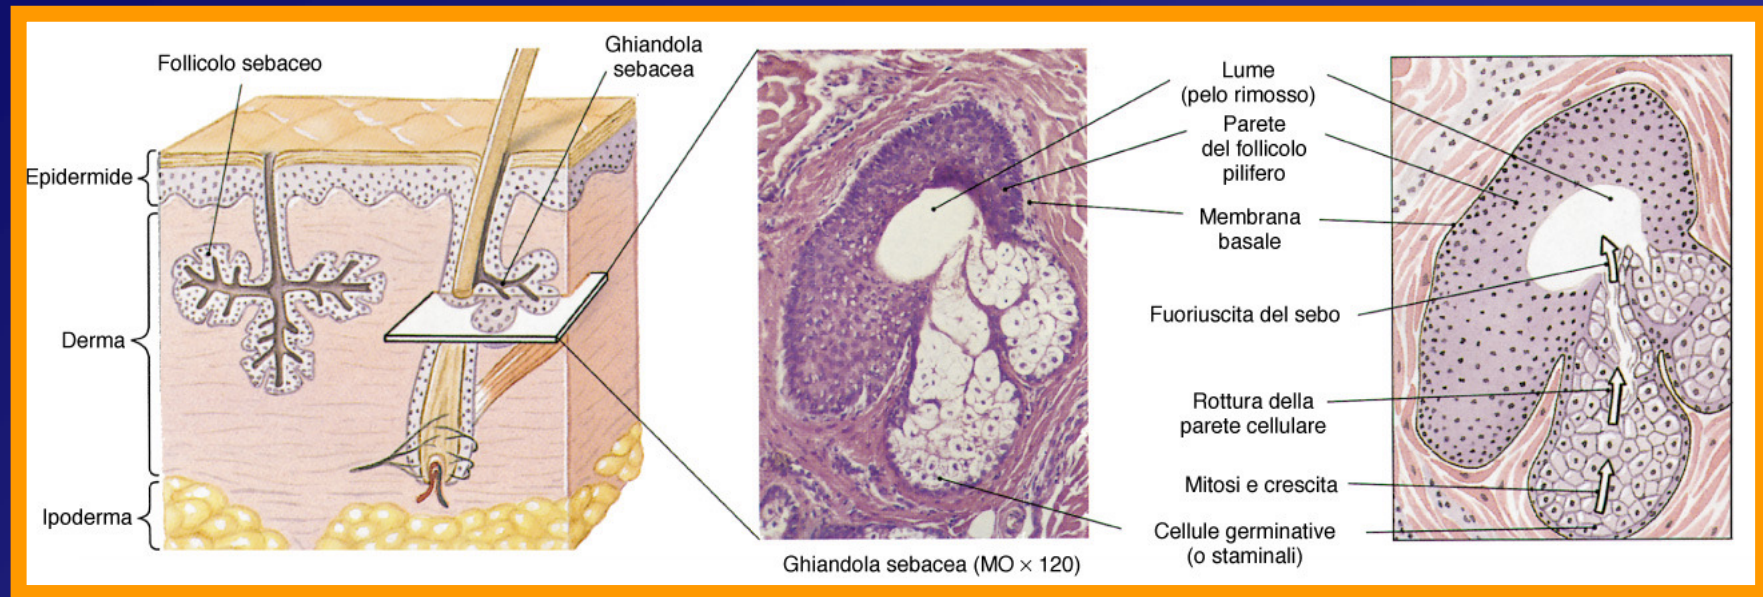 Follicolo sebaceo
Ghiandola
sebacea
Epidermide
Derma
Ipoderma
Lume
(pelo rimosso)
Parete
del follicolo
pilifero
Membrana
basale
Fuoriuscita del sebo
Rottura della
parete cellulare
Mitosi e crescita
Cellule germinative
(o staminali)
Ghiandola sebacea (MO × 120)